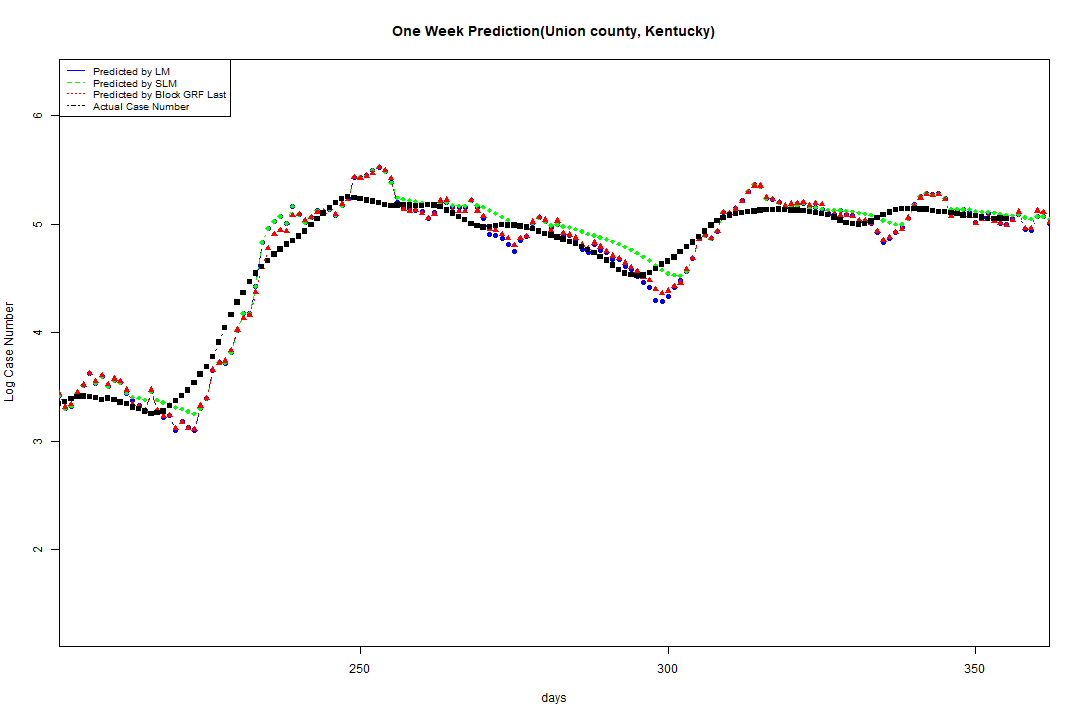 One Week Prediction(Union county, Kentucky)
Predicted by LM
Predicted by SLM
Predicted by Block GRF Last
Actual Case Number
6
5
4
3
2
Log Case Number
250 300 350
days